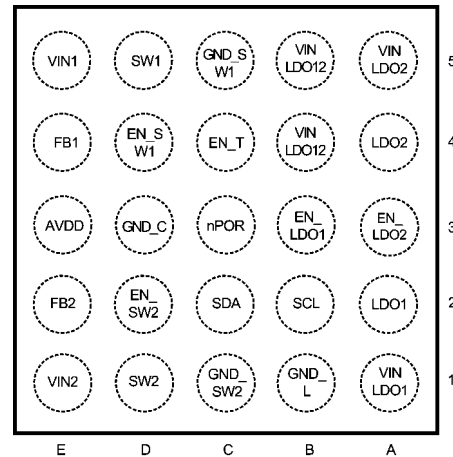 VIN1 SW1 GND_S W1 VIN LDO12 VIN LDO2 5
FB1 EN_S W1 EN_T VIN LDO12 LDO2 4
AVDD GND_C nPOR EN_ LDO1 EN_ LDO2 3
FB2 EN_ SW2 SDA SCL LDO1 2
VIN2 SW2 GND_ SW2 GND_ L VIN LDO1 1
E D C B A